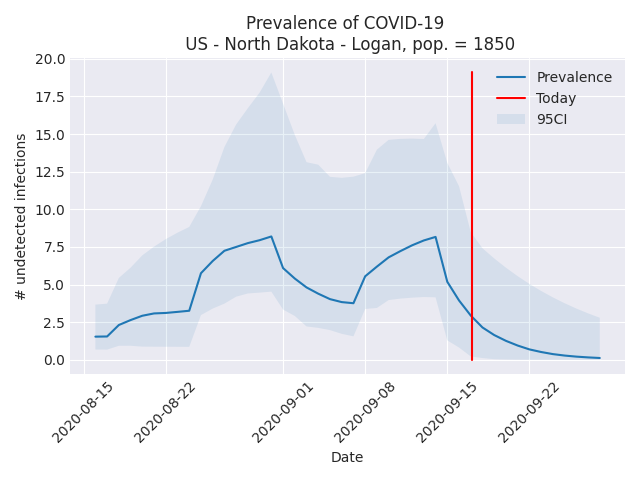 Prevalence of COVID-19
US - North Dakota - Logan, pop. = 1850
20.0
17.5
15.0
12.5
10.0
7.5
5.0
2.5
0.0
# undetected infections
Prevalence
Today
95CI
2020-08-15
2020-08-22
2020-09-01
2020-09-08
2020-09-15
2020-09-22
Date